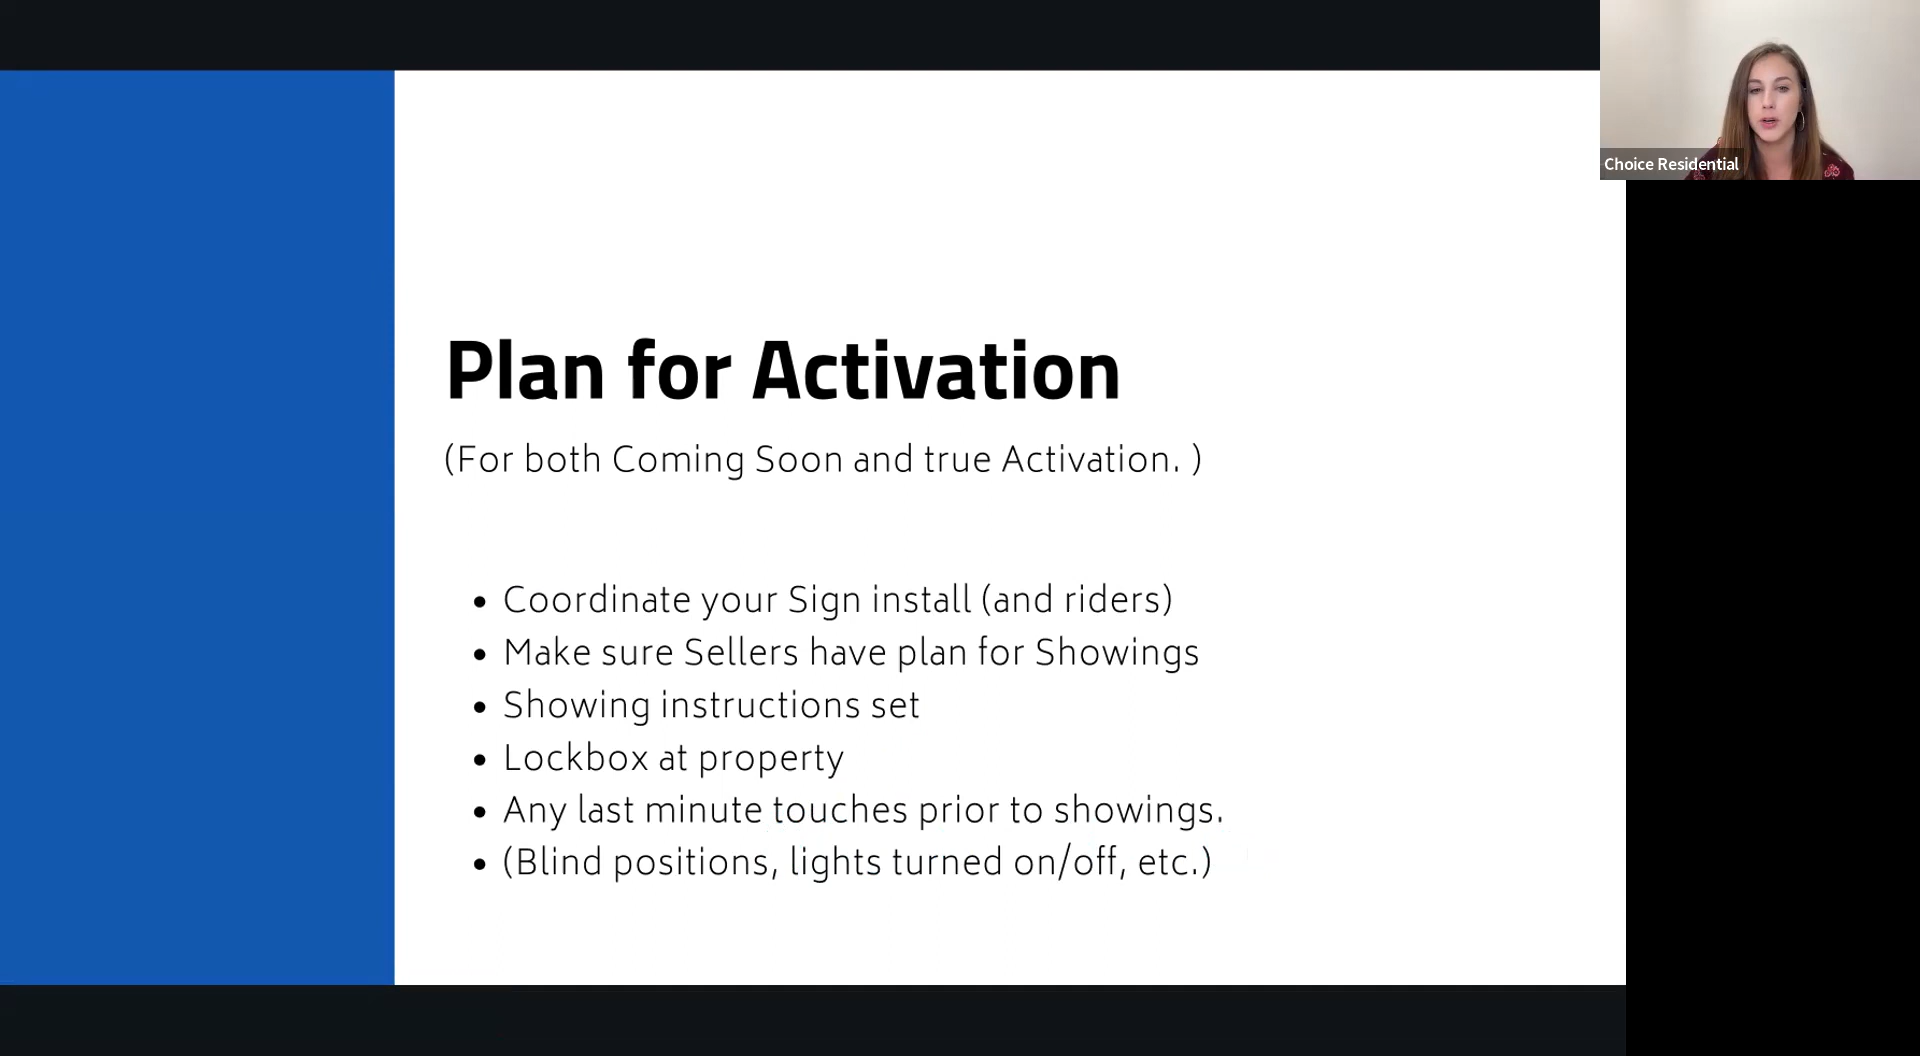 Choice Residential
Plan for Activation
(For both Coming Soon and true Activation. )
• Coordinate your Sign install (and riders)
• Make sure Sellers have plan for Showings
• Showing instructions set
• Lockbox at property
• Any last minute touches prior to showings.
• (Blind positions, lights turned on/off, etc.)